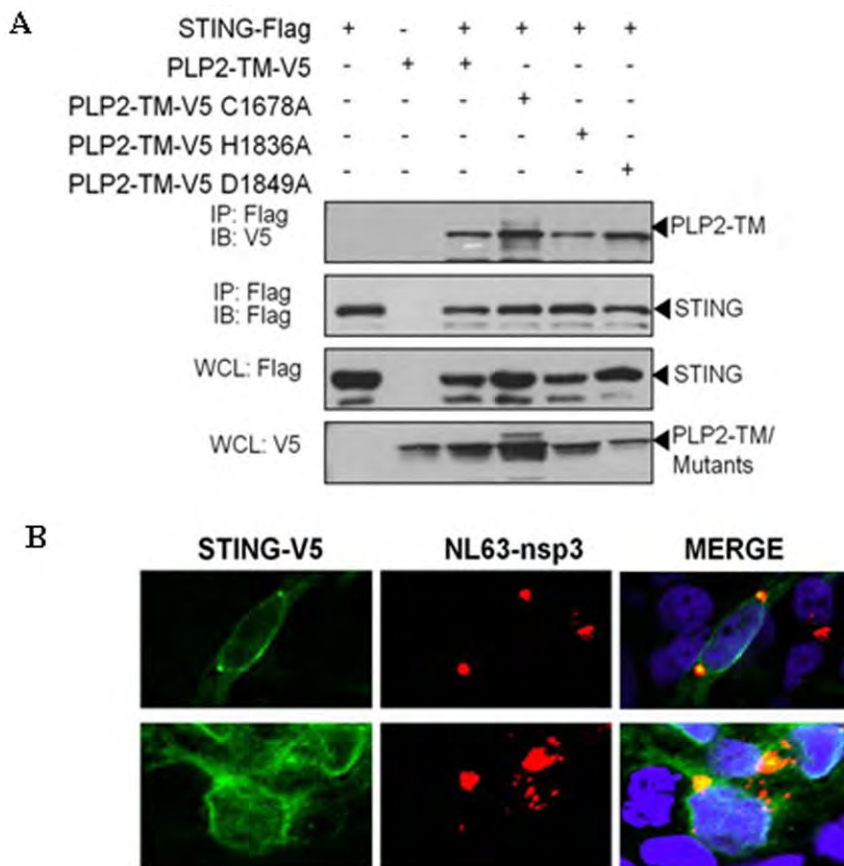 A
STING-Flag + - + + + +
PLP2-TM-V5 - + + - - -
PLP2-TM-V5 C1678A - - - + - -
PLP2-TM-V5 H1836A - - - - + -
PLP2-TM-V5 D1849A - - - - - +
IP: Flag
IB: V5
PLP2-TM
IP: Flag
IB: Flag
STING
WCL: Flag
STING
WCL: V5
PLP2-TM/
Mutants
B
STING-V5 NL63-nsp3 MERGE